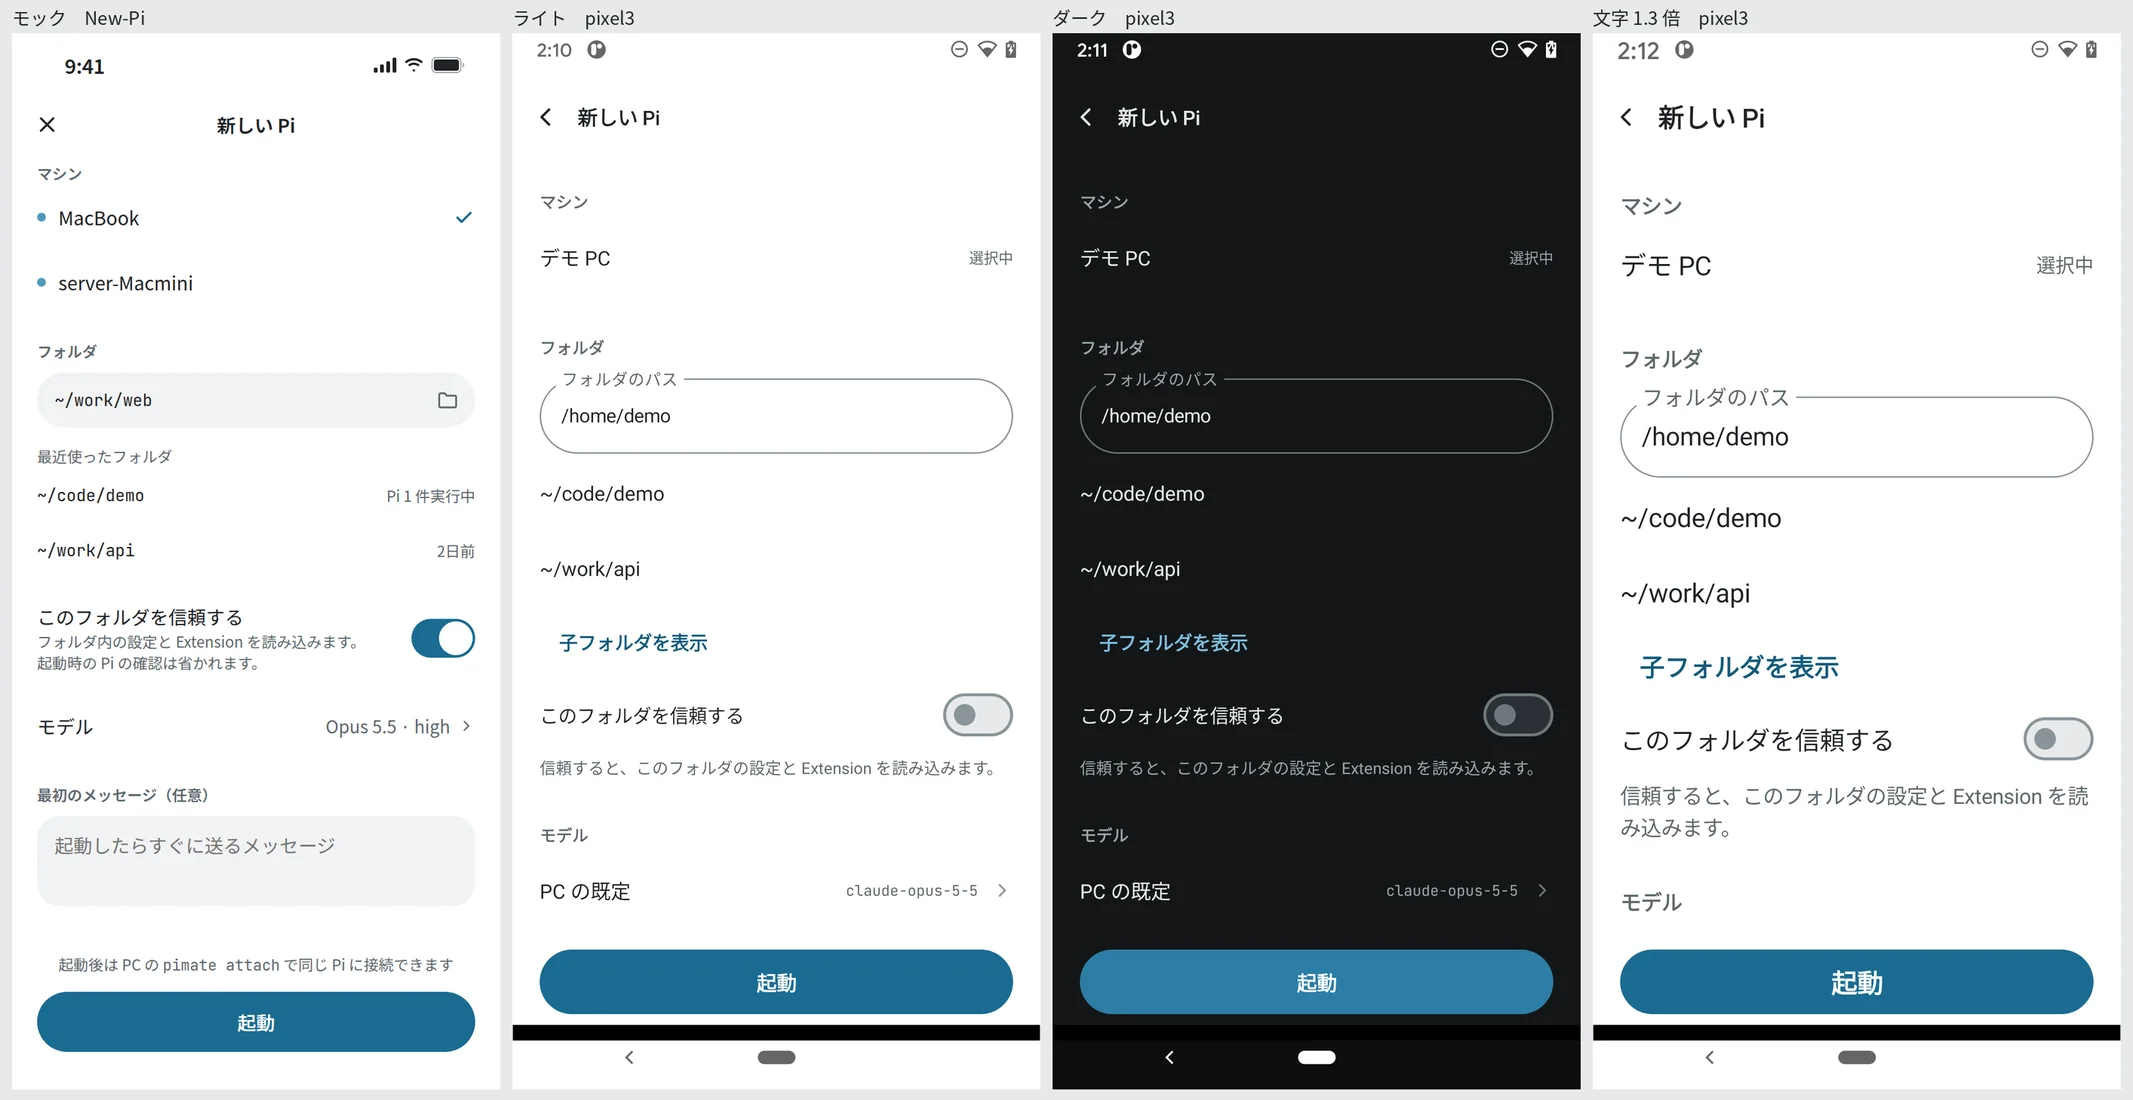 モック New-Pi
9:41
新しい Pi
マシン
MacBook
server-Macmini
フォルダ
~/work/web
最近使ったフォルダ
~/code/demo Pi 1 件実行中
~/work/api 2日前
このフォルダを信頼する
フォルダ内の設定と Extension を読み込みます。
起動時の Pi の確認は省かれます。
モデル Opus 5.5 · high
最初のメッセージ（任意）
起動したらすぐに送るメッセージ
起動後は PC の pimate attach で同じ Pi に接続できます
起動
ライト pixel3
2:10
新しい Pi
マシン
デモ PC 選択中
フォルダ
フォルダのパス
/home/demo
~/code/demo
~/work/api
子フォルダを表示
このフォルダを信頼する
信頼すると、このフォルダの設定と Extension を読み込みます。
モデル
PC の既定 claude-opus-5-5
起動
ダーク pixel3
2:11
新しい Pi
マシン
デモ PC 選択中
フォルダ
フォルダのパス
/home/demo
~/code/demo
~/work/api
子フォルダを表示
このフォルダを信頼する
信頼すると、このフォルダの設定と Extension を読み込みます。
モデル
PC の既定 claude-opus-5-5
起動
文字 1.3 倍 pixel3
2:12
新しい Pi
マシン
デモ PC 選択中
フォルダ
フォルダのパス
/home/demo
~/code/demo
~/work/api
子フォルダを表示
このフォルダを信頼する
信頼すると、このフォルダの設定と Extension を読
み込みます。
モデル
起動